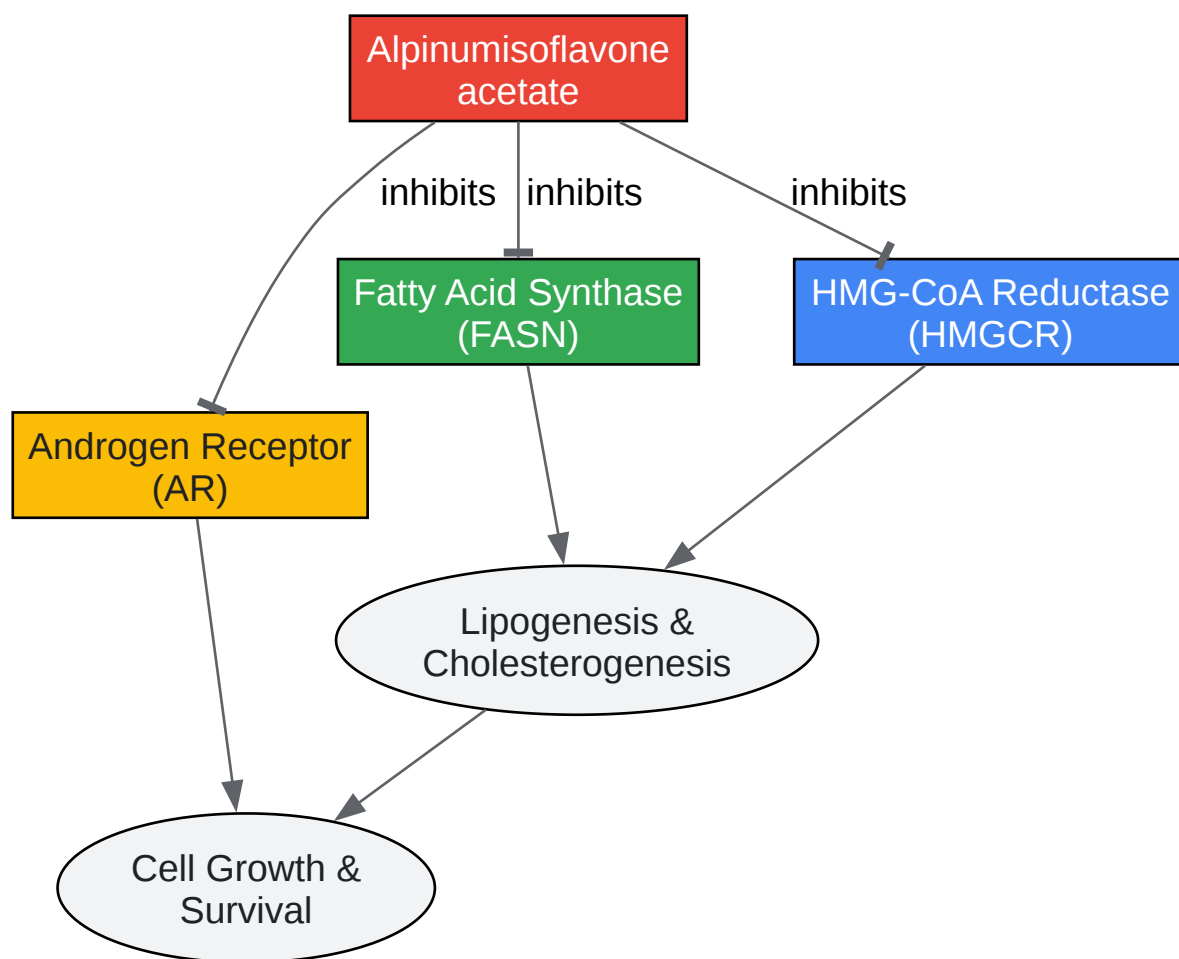 Alpinumisoflavone
acetate
inhibits
inhibits
inhibits
Fatty Acid Synthase
(FASN)
HMG-CoA Reductase
(HMGCR)
Androgen Receptor
(AR)
Lipogenesis &
Cholesterogenesis
Cell Growth &
Survival